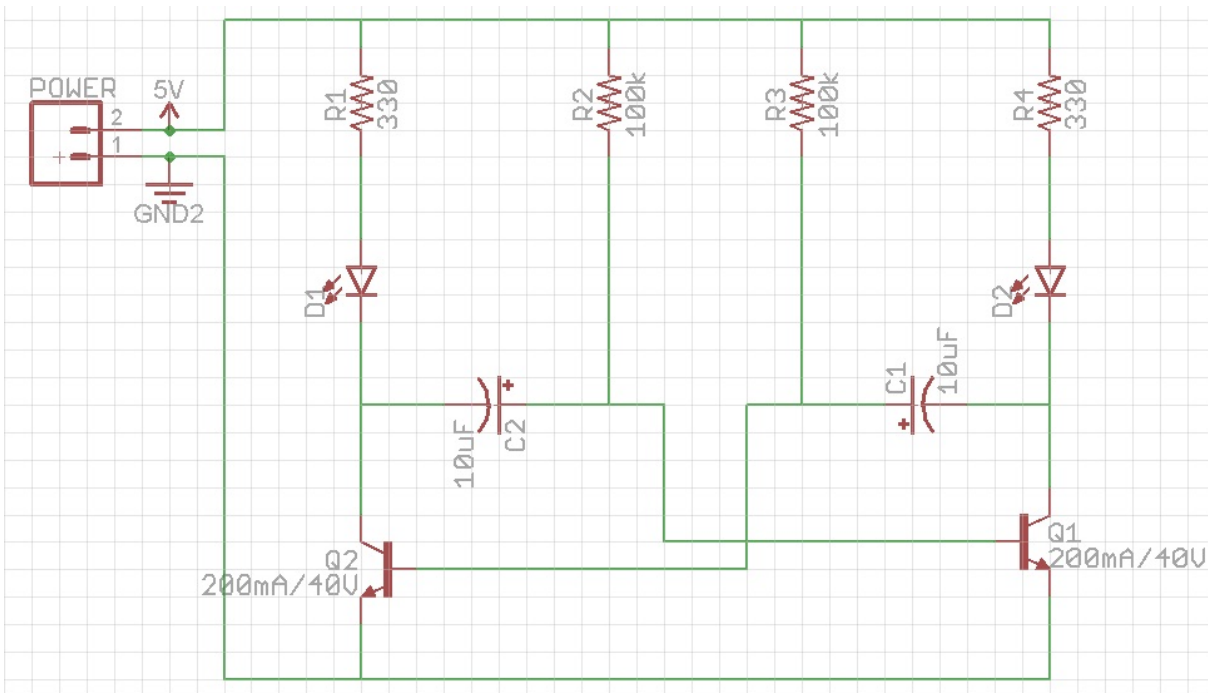 POWER
5V
2
1
GND2
R1
330
R2
100k
R3
100k
R4
330
D1
D2
10uF
C2
C1
10uF
Q2
200mA/40V
Q1
200mA/40V